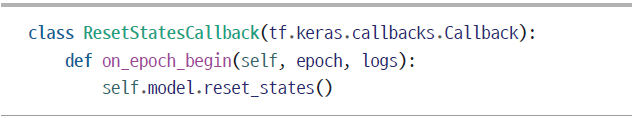 class ResetStatesCallback(tf.keras.callbacks.Callback):
    def on_epoch_begin(self, epoch, logs):
        self.model.reset_states()